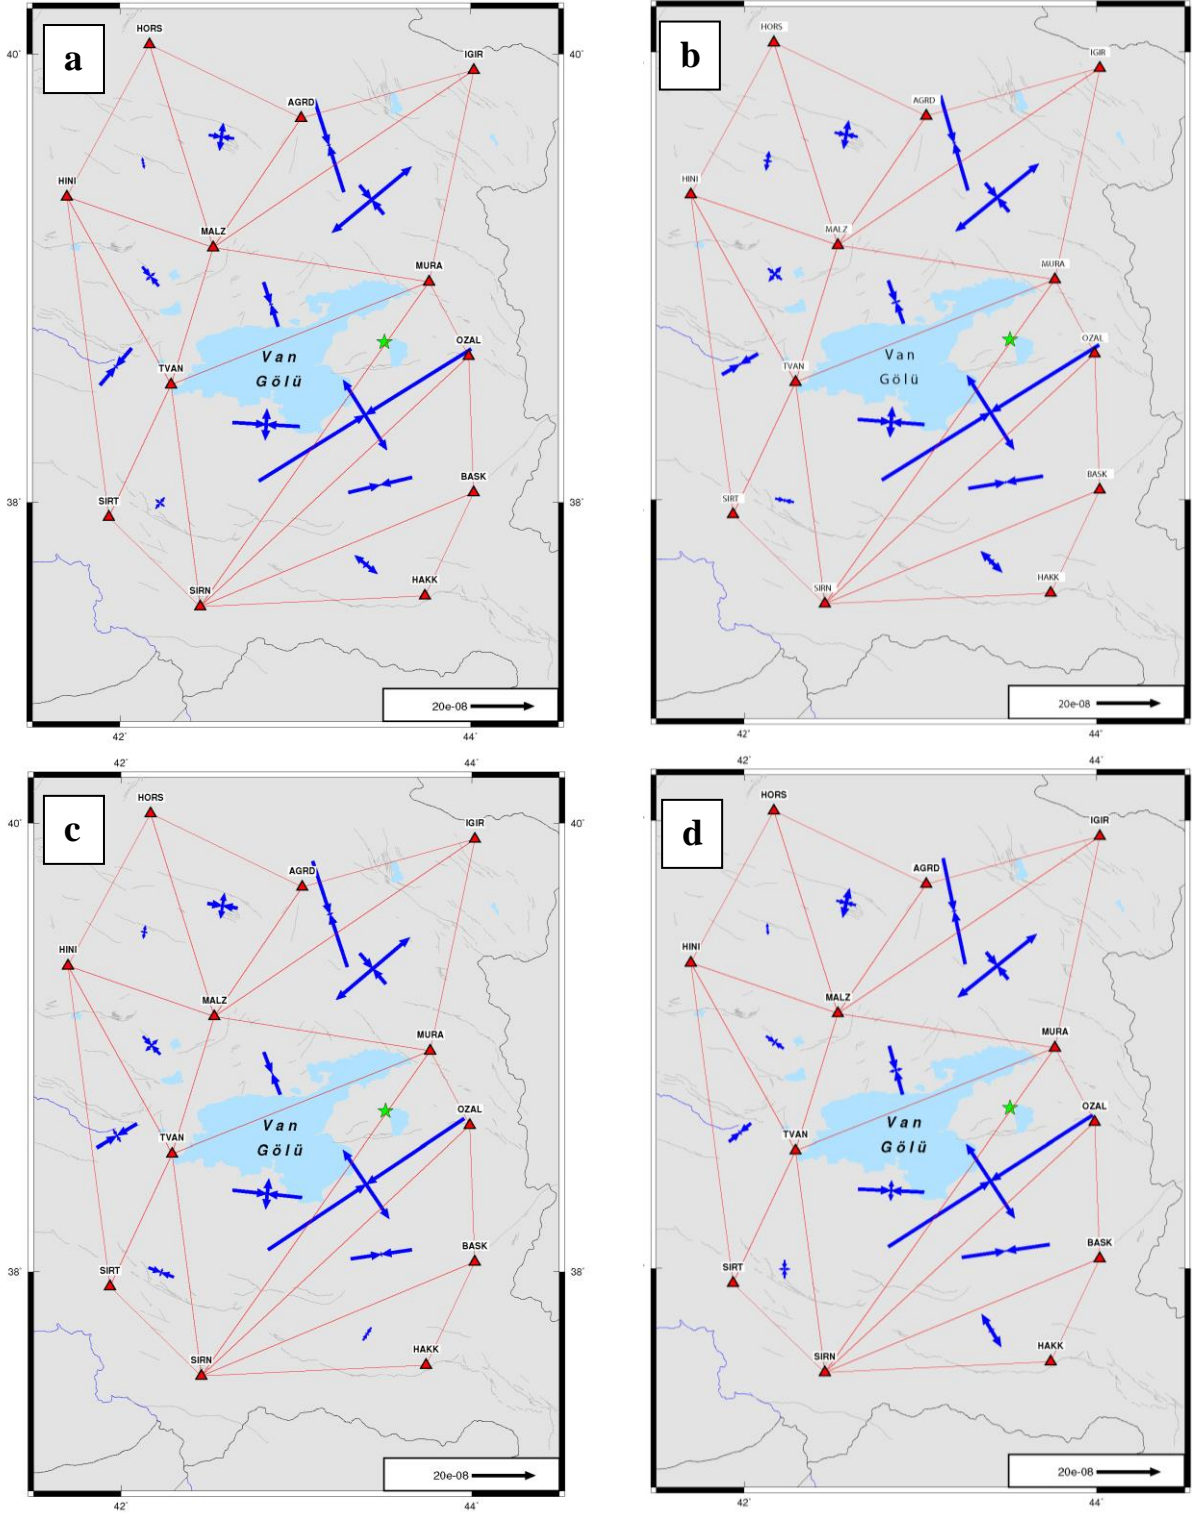 a
HORS
IGIR
40°
40°
AGRD
HINI
MALZ
MURA
OZAL
Van
Gölü
TVAN
BASK
SIRT
38°
38°
HAKK
SIRN
20e-08
42°
44°
b
HORS
IGIR
AGRD
HINI
MALZ
MURA
OZAL
Van
Gölü
TVAN
BASK
SIRT
HAKK
SIRN
20e-08
42°
44°
42°
44°
c
HORS
IGIR
40°
40°
AGRD
HINI
MALZ
MURA
OZAL
Van
Gölü
TVAN
BASK
SIRT
38°
38°
HAKK
SIRN
20e-08
42°
44°
42°
44°
d
HORS
IGIR
AGRD
HINI
MALZ
MURA
OZAL
Van
Gölü
TVAN
BASK
SIRT
HAKK
SIRN
20e-08
42°
44°